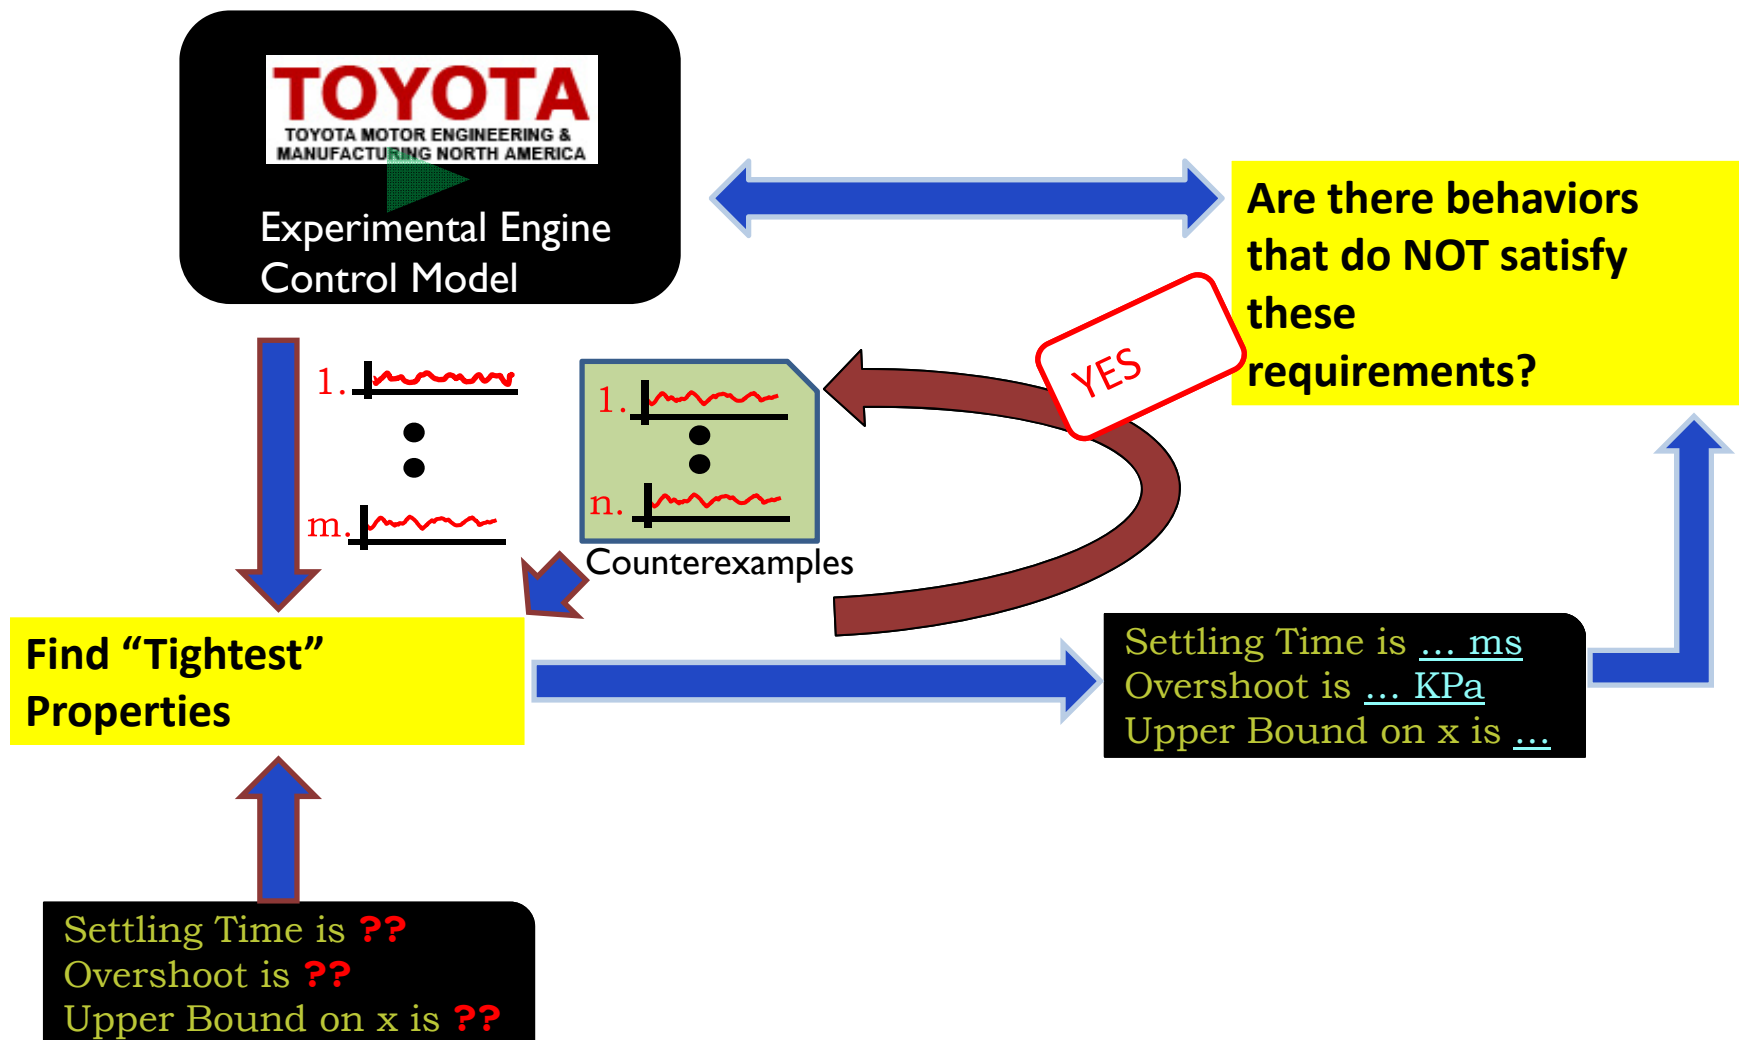 TOYOTA
TOYOTA MOTOR ENGINEERING &
MANUFACTURING NORTH AMERICA
Experimental Engine
Control Model
Are there behaviors
that do NOT satisfy
these
requirements?
YES
1.
m.
1.
n.
Counterexamples
Find “Tightest”
Properties
Settling Time is ... ms
Overshoot is ... KPa
Upper Bound on x is ...
Settling Time is ??
Overshoot is ??
Upper Bound on x is ??